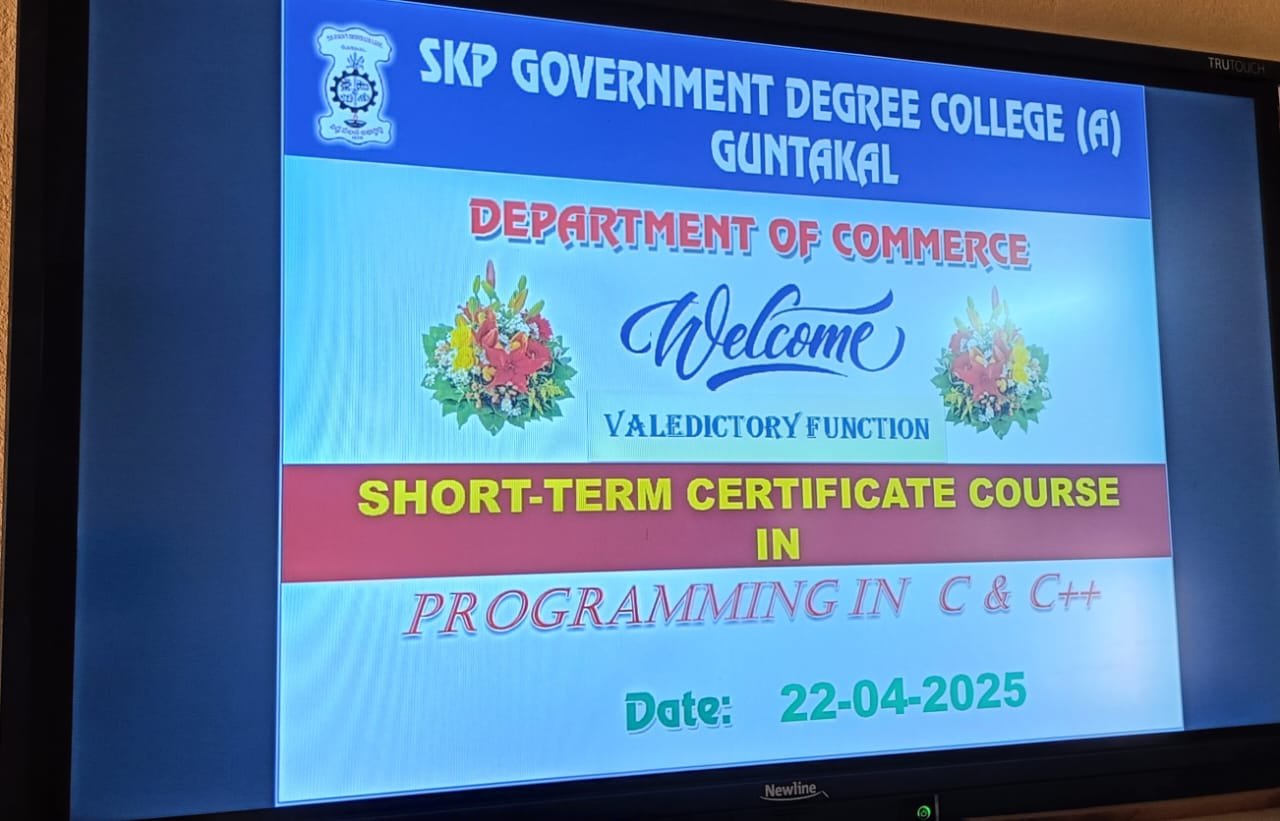 SKP GOVERNMENT DEGREE COLLEGE (A)
GUNTAKAL
DEPARTMENT OF COMMERCE
Welcome
VALEDICTORY FUNCTION
SHORT-TERM CERTIFICATE COURSE
IN
PROGRAMMING IN C & C++
Date: 22-04-2025
TRUTOUCH
Newline